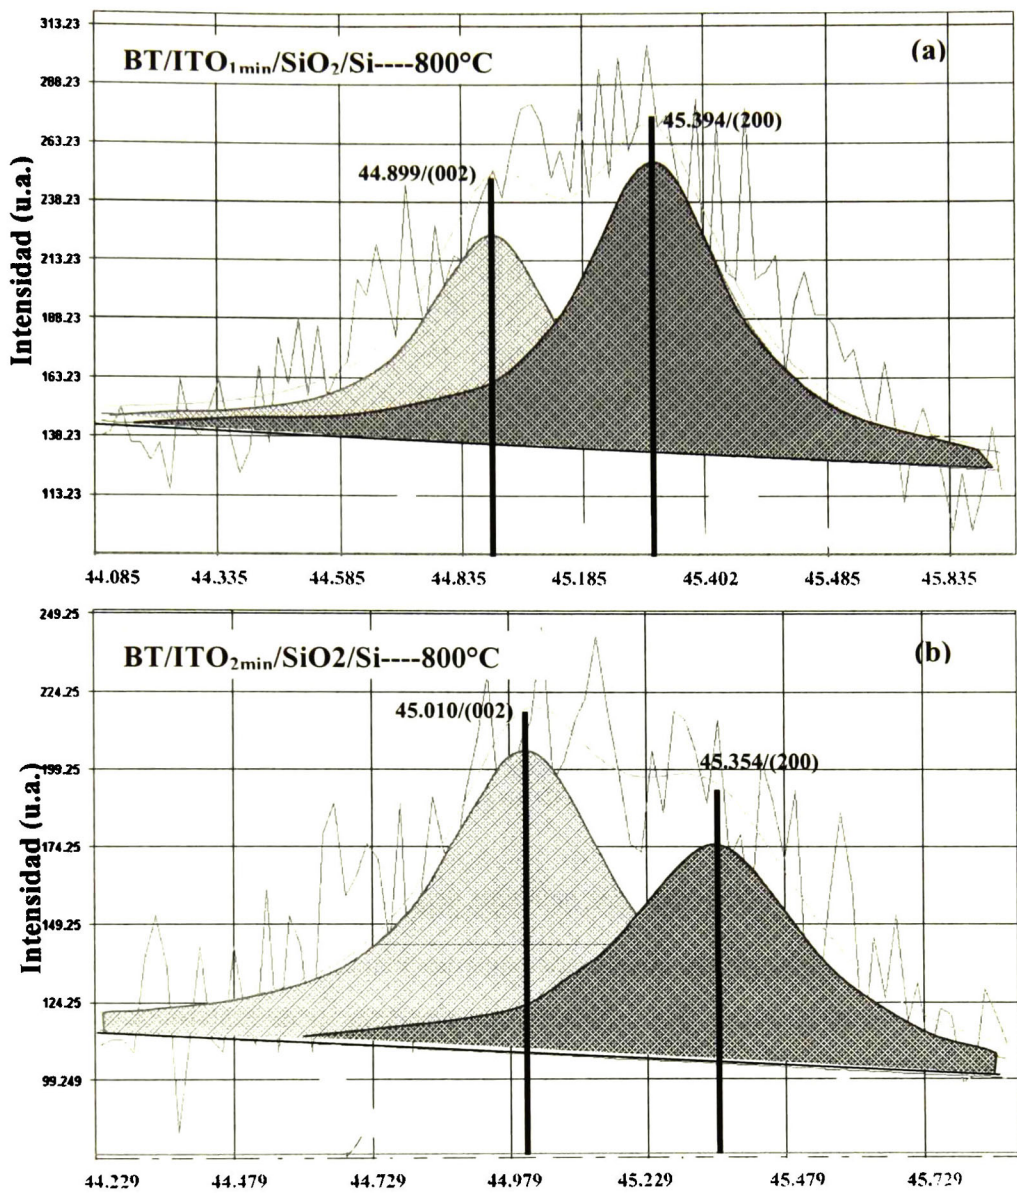 313.23
BT/ITO1min/SiO2/Si----800°C
(a)
288.23
263.23
45.394/(200)
44.899/(002)
238.23
213.23
188.23
163.23
138.23
113.23
Intensidad (u.a.)
44.085 44.335 44.585 44.835 45.185 45.402 45.485 45.835
249.25
BT/ITO2min/SiO2/Si----800°C
(b)
224.25
45.010/(002)
45.354/(200)
199.25
174.25
149.25
124.25
99.249
Intensidad (u.a.)
44.229 44.479 44.729 44.979 45.229 45.479 45.729